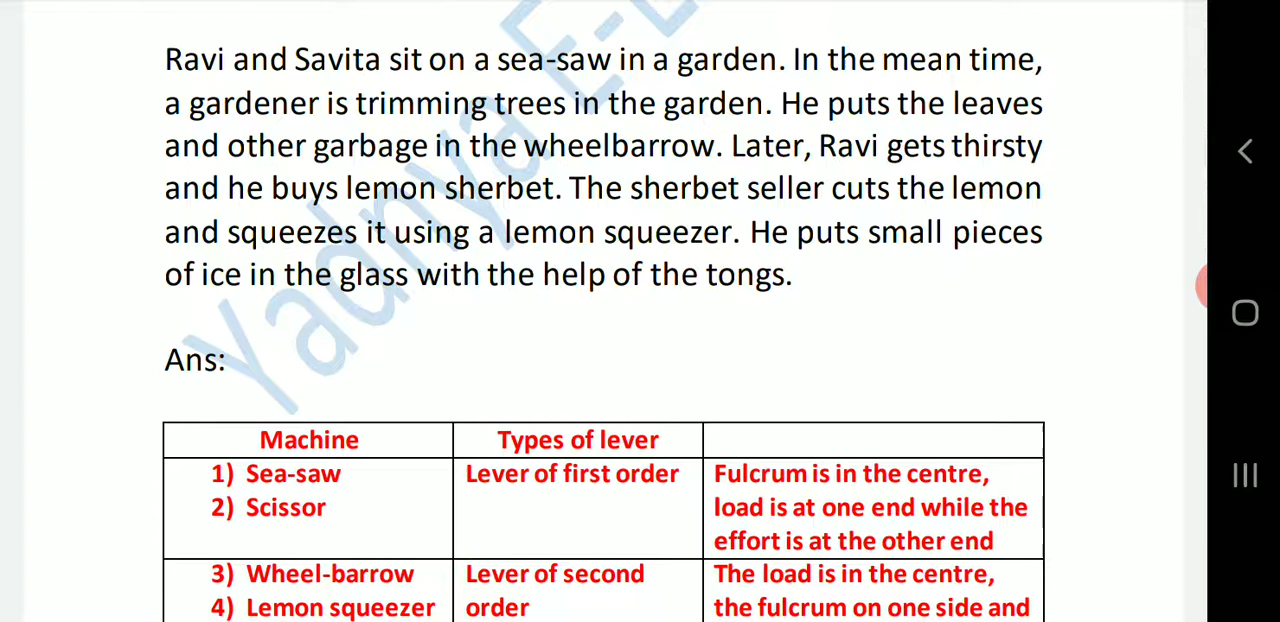 Ravi and Savita sit on a sea-saw in a garden. In the mean time,
a gardener is trimming trees in the garden. He puts the leaves
and other garbage in the wheelbarrow. Later, Ravi gets thirsty
and he buys lemon sherbet. The sherbet seller cuts the lemon
and squeezes it using a lemon squeezer. He puts small pieces
of ice in the glass with the help of the tongs.
Ans:
Machine Types of lever
1) Sea-saw Lever of first order Fulcrum is in the centre,
2) Scissor load is at one end while the
effort is at the other end
3) Wheel-barrow Lever of second The load is in the centre,
4) Lemon squeezer order the fulcrum on one side and
Yadnya E-L